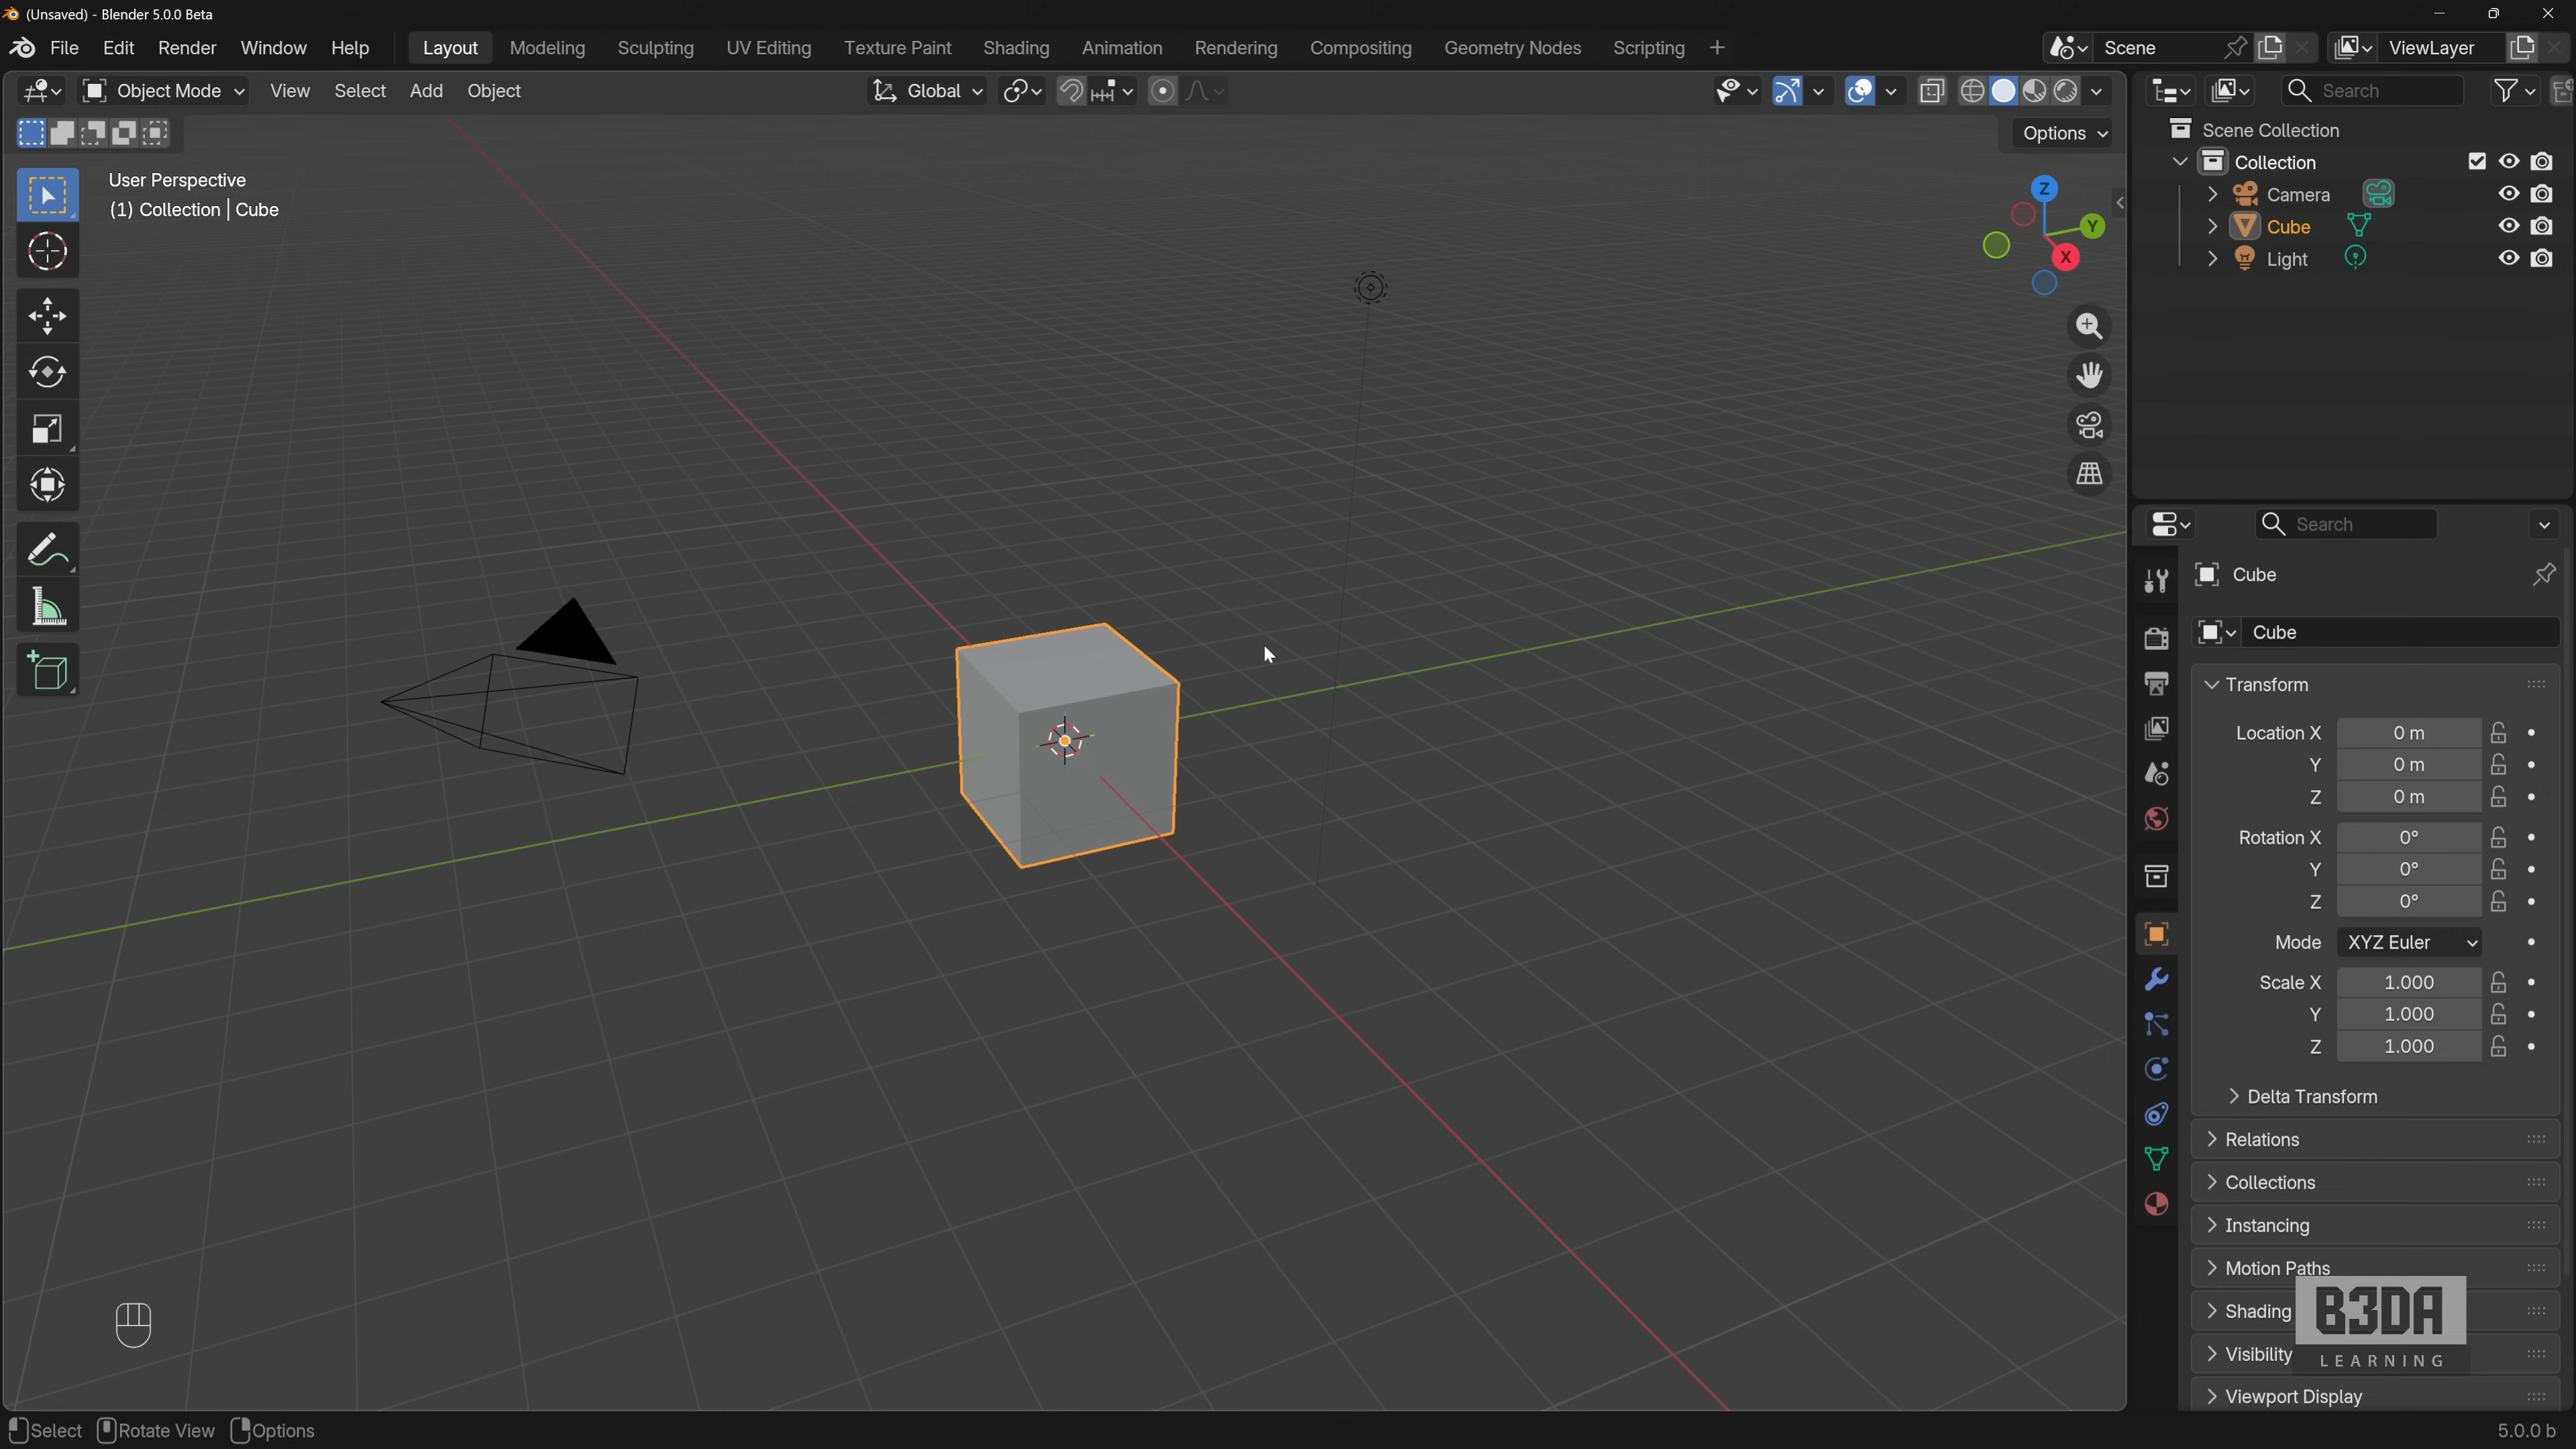 (Unsaved) - Blender 5.0.0 Beta
File Edit Render Window Help Layout Modeling Sculpting UV Editing Texture Paint Shading Animation Rendering Compositing Geometry Nodes Scripting + Scene ViewLayer
Object Mode View Select Add Object Global Search
Options
User Perspective
(1) Collection | Cube
Z
Y
X
Scene Collection
Collection
Camera
Cube
Light
Search
Cube
Cube
Transform
Location X 0 m
Y 0 m
Z 0 m
Rotation X 0°
Y 0°
Z 0°
Mode XYZ Euler
Scale X 1.000
Y 1.000
Z 1.000
Delta Transform
Relations
Collections
Instancing
Motion Paths
Shading
Visibility
Viewport Display
B3DA
LEARNING
Select Rotate View Options 5.0.0 b